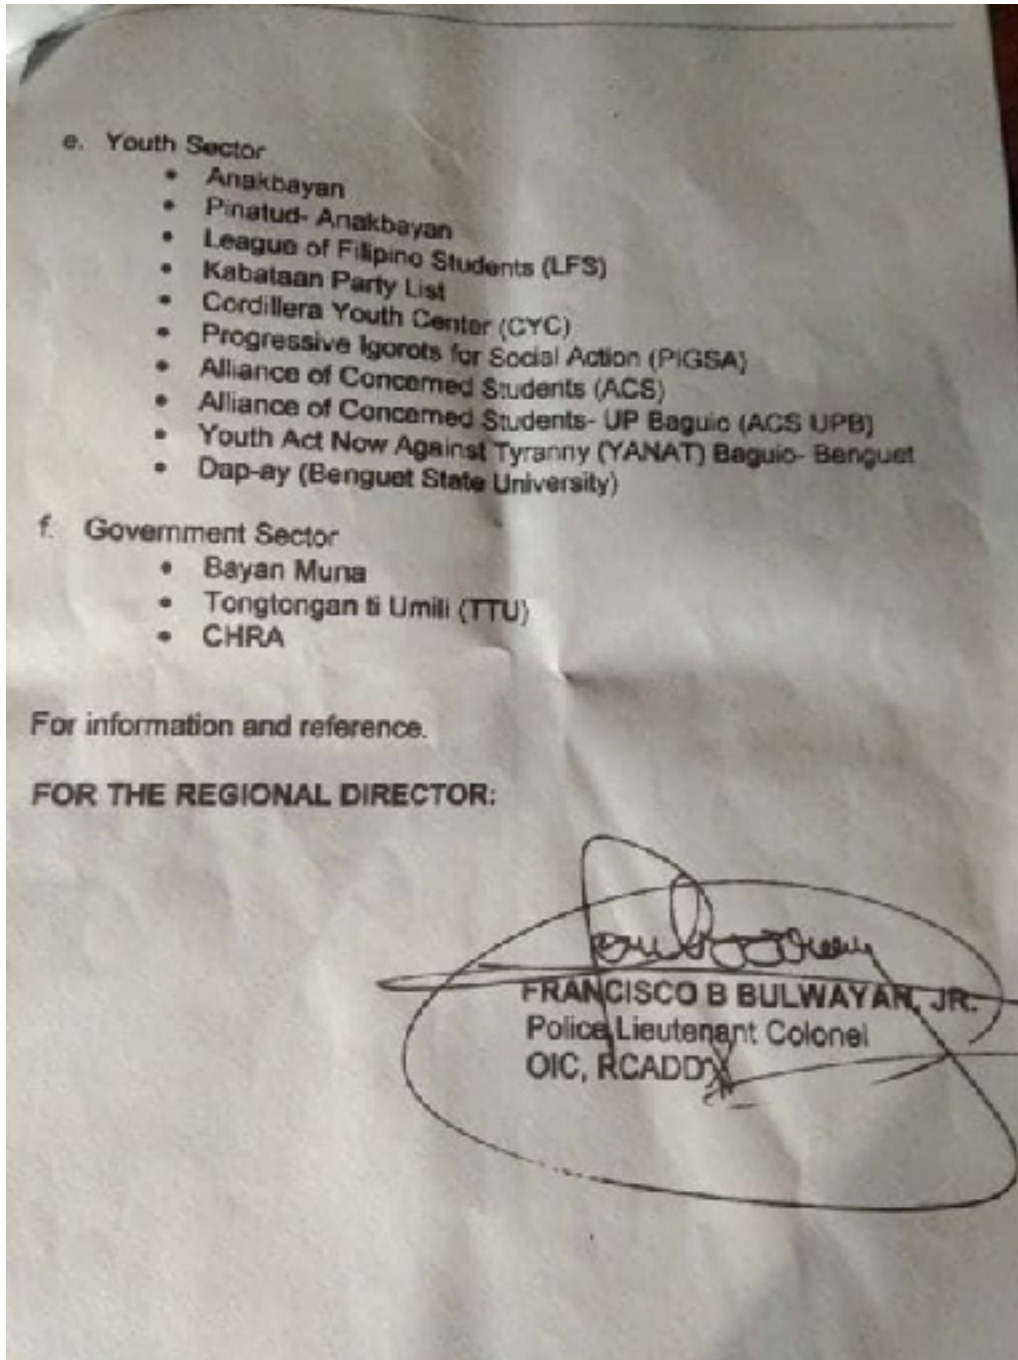 e. Youth Sector
• Anakbayan
• Pinatud- Anakbayan
• League of Filipino Students (LFS)
• Kabataan Party List
• Cordillera Youth Center (CYC)
• Progressive Igorots for Social Action (PIGSA)
• Alliance of Concerned Students (ACS)
• Alliance of Concerned Students- UP Baguio (ACS UPB)
• Youth Act Now Against Tyranny (YANAT) Baguio- Benguet
• Dap-ay (Benguet State University)
f. Government Sector
• Bayan Muna
• Tongtongan ti Umili (TTU)
• CHRA
For information and reference.
FOR THE REGIONAL DIRECTOR:
FRANCISCO B BULWAYAN, JR.
Police Lieutenant Colonel
OIC, RCADD